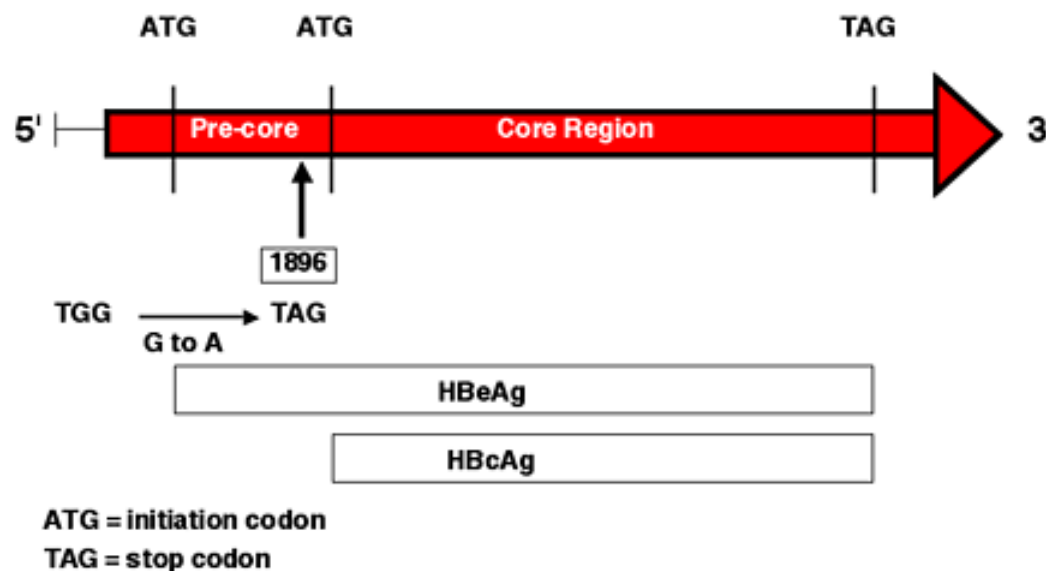 ATG ATG TAG
5' Pre-core Core Region 3
1896
TGG TAG
G to A
HBeAg
HBcAg
ATG = initiation codon
TAG = stop codon